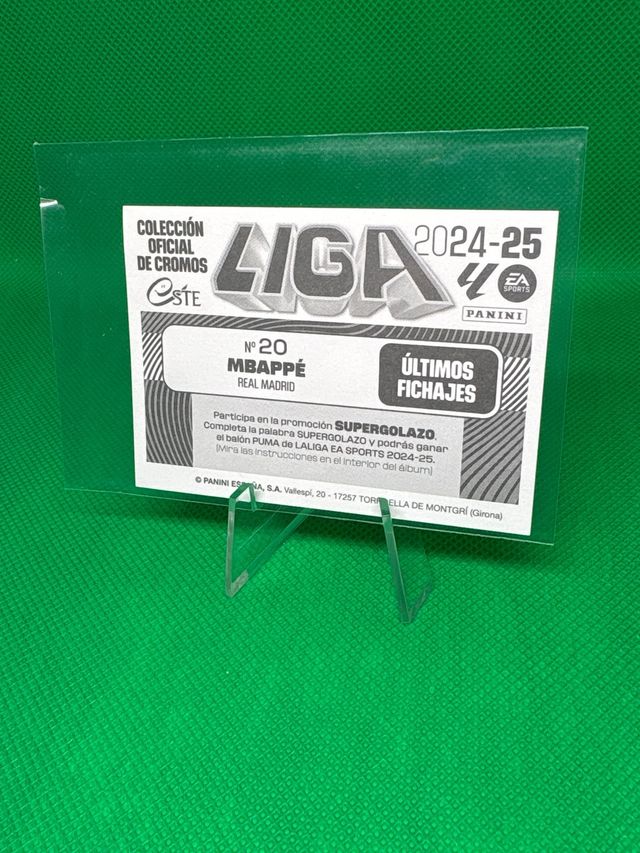 COLECCIÓN
OFICIAL
DE CROMOS
este
LIGA
2024-25
EA
SPORTS
PANINI
Nº 20
MBAPPÉ
REAL MADRID
ÚLTIMOS
FICHAJES
Participa en la promoción SUPERGOLAZO.
Completa la palabra SUPERGOLAZO y podrás ganar
el balón PUMA de LALIGA EA SPORTS 2024-25.
(Mira las instrucciones en el interior del álbum)
© PANINI ESPAÑA, S.A. Vallespí, 20 - 17257 TORROELLA DE MONTGRÍ (Girona)